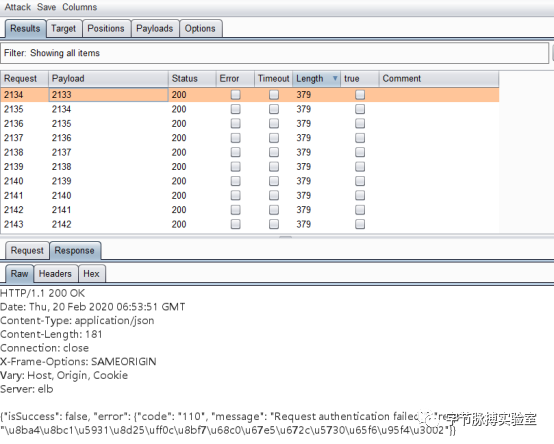 Attack Save Columns
Results Target Positions Payloads Options
Filter: Showing all items
Request Payload Status Error Timeout Length true Comment
2134 2133 200 379
2135 2134 200 379
2136 2135 200 379
2137 2136 200 379
2138 2137 200 379
2139 2138 200 379
2140 2139 200 379
2141 2140 200 379
2142 2141 200 379
2143 2142 200 379
Request Response
Raw Headers Hex
HTTP/1.1 200 OK
Date: Thu, 20 Feb 2020 06:53:51 GMT
Content-Type: application/json
Content-Length: 181
Connection: close
X-Frame-Options: SAMEORIGIN
Vary: Host, Origin, Cookie
Server: elb
{"isSuccess": false, "error": {"code": "110", "message": "Request authentication failed
字节脉搏实验室
"\u8ba4\u8bc1\u5931\u8d25\uff0c\u8bf7\u68c0\u67e5\u672c\u5730\u65f6\u95f4\u3002"}}